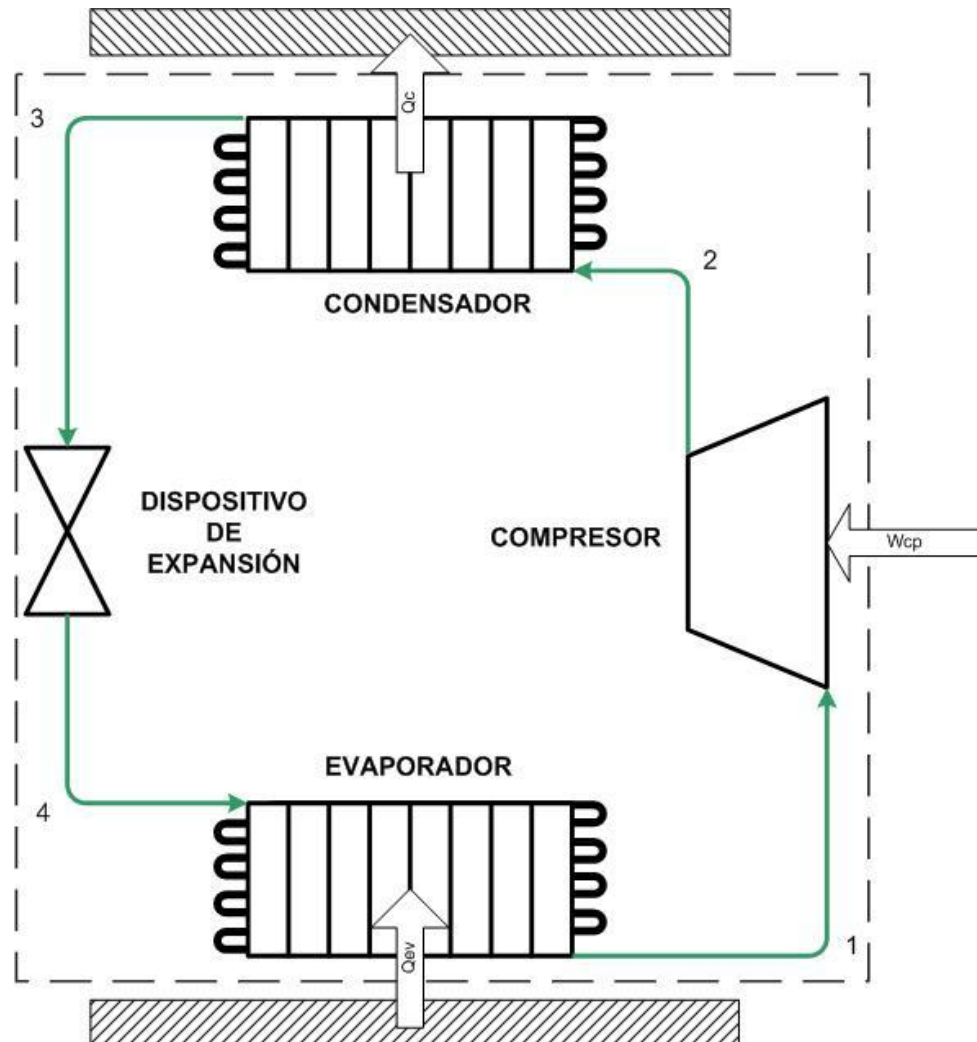 Qc
3
2
CONDENSADOR
DISPOSITIVO
DE
EXPANSIÓN
COMPRESOR
Wcp
EVAPORADOR
4
1
Qev